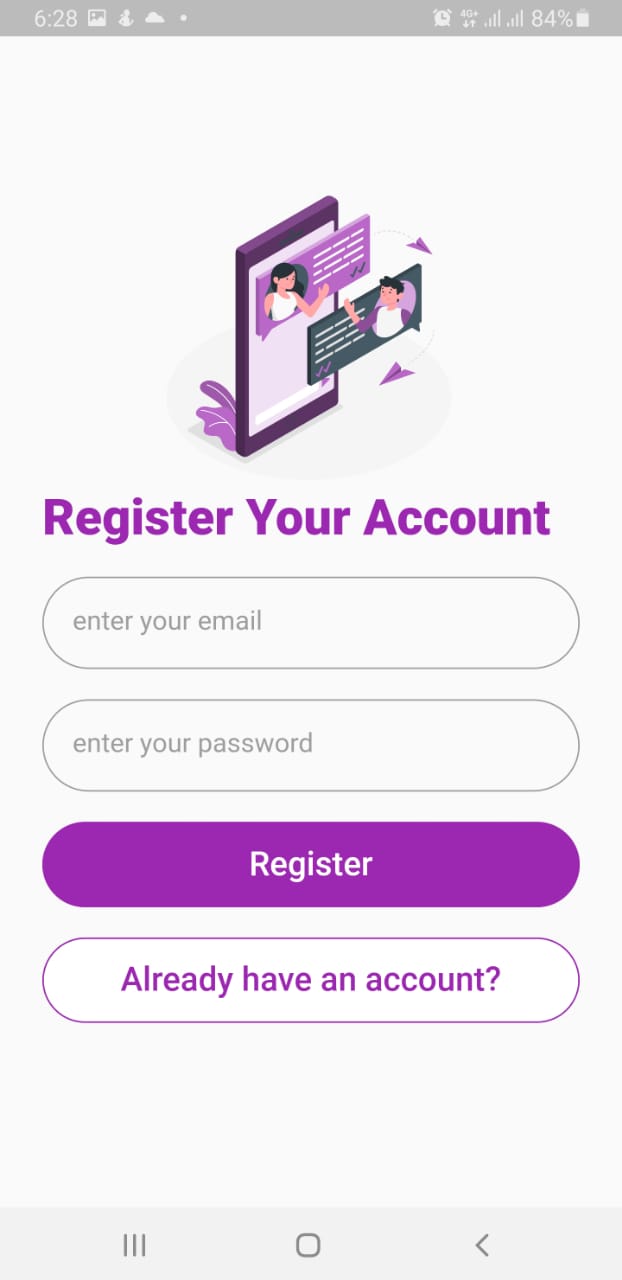 6:28
4G+ 84%
Register Your Account
enter your email
enter your password
Register
Already have an account?